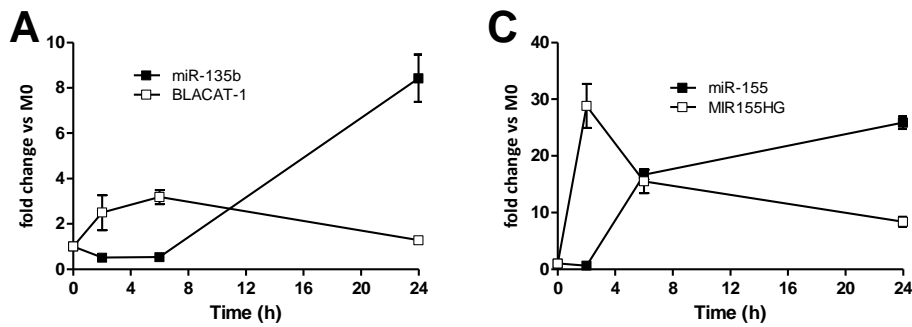 A
fold change vs M0
10
8
6
4
2
0
miR-135b
BLACAT-1
0 4 8 12 16 20 24
Time (h)
C
fold change vs M0
40
30
20
10
0
miR-155
MIR155HG
0 4 8 12 16 20 24
Time (h)